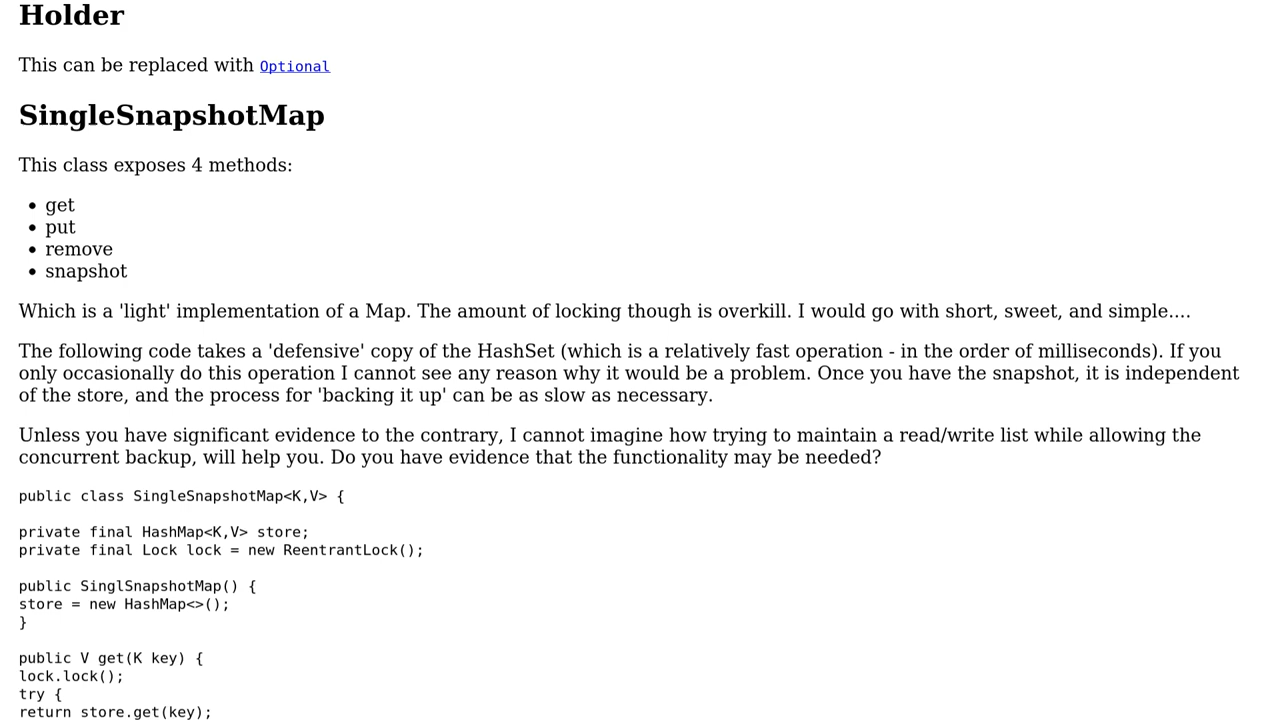 Holder
This can be replaced with Optional
SingleSnapshotMap
This class exposes 4 methods:
• get
• put
• remove
• snapshot
Which is a 'light' implementation of a Map. The amount of locking though is overkill. I would go with short, sweet, and simple....
The following code takes a 'defensive' copy of the HashSet (which is a relatively fast operation - in the order of milliseconds). If you
only occasionally do this operation I cannot see any reason why it would be a problem. Once you have the snapshot, it is independent
of the store, and the process for 'backing it up' can be as slow as necessary.
Unless you have significant evidence to the contrary, I cannot imagine how trying to maintain a read/write list while allowing the
concurrent backup, will help you. Do you have evidence that the functionality may be needed?
public class SingleSnapshotMap<K,V> {
private final HashMap<K,V> store;
private final Lock lock = new ReentrantLock();
public SinglSnapshotMap() {
store = new HashMap<>();
}
public V get(K key) {
lock.lock();
try {
return store.get(key);